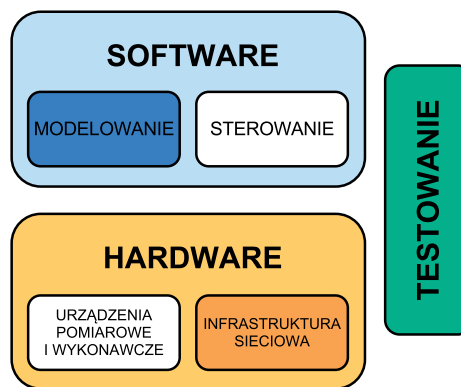 SOFTWARE
MODELOWANIE
STEROWANIE
HARDWARE
URZĄDZENIA
POMIAROWE
I WYKONAWCZE
INFRASTRUKTURA
SIECIOWA
TESTOWANIE